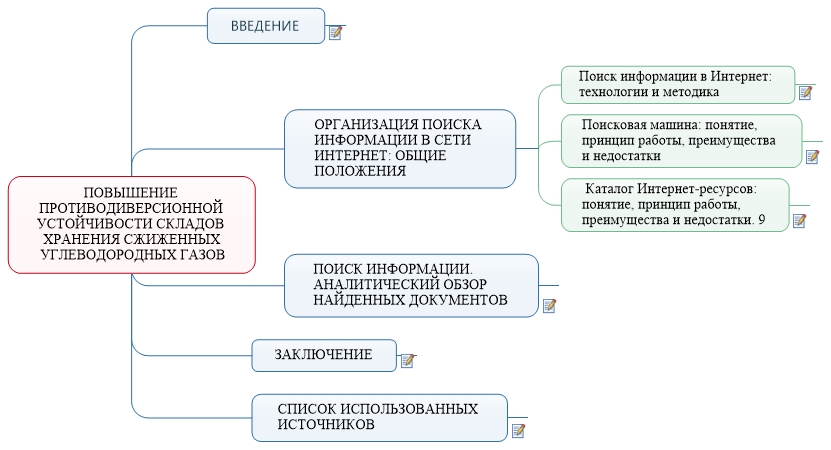 ВВЕДЕНИЕ
ОРГАНИЗАЦИЯ ПОИСКА
ИНФОРМАЦИИ В СЕТИ
ИНТЕРНЕТ: ОБЩИЕ
ПОЛОЖЕНИЯ
Поиск информации в Интернет:
технологии и методика
Поисковая машина: понятие,
принцип работы, преимущества
и недостатки
Каталог Интернет-ресурсов:
понятие, принцип работы,
преимущества и недостатки. 9
ПОВЫШЕНИЕ
ПРОТИВОДИВЕРСИОННОЙ
УСТОЙЧИВОСТИ СКЛАДОВ
ХРАНЕНИЯ СЖИЖЕННЫХ
УГЛЕВОДОРОДНЫХ ГАЗОВ
ПОИСК ИНФОРМАЦИИ.
АНАЛИТИЧЕСКИЙ ОБЗОР
НАЙДЕННЫХ ДОКУМЕНТОВ
ЗАКЛЮЧЕНИЕ
СПИСОК ИСПОЛЬЗОВАННЫХ
ИСТОЧНИКОВ